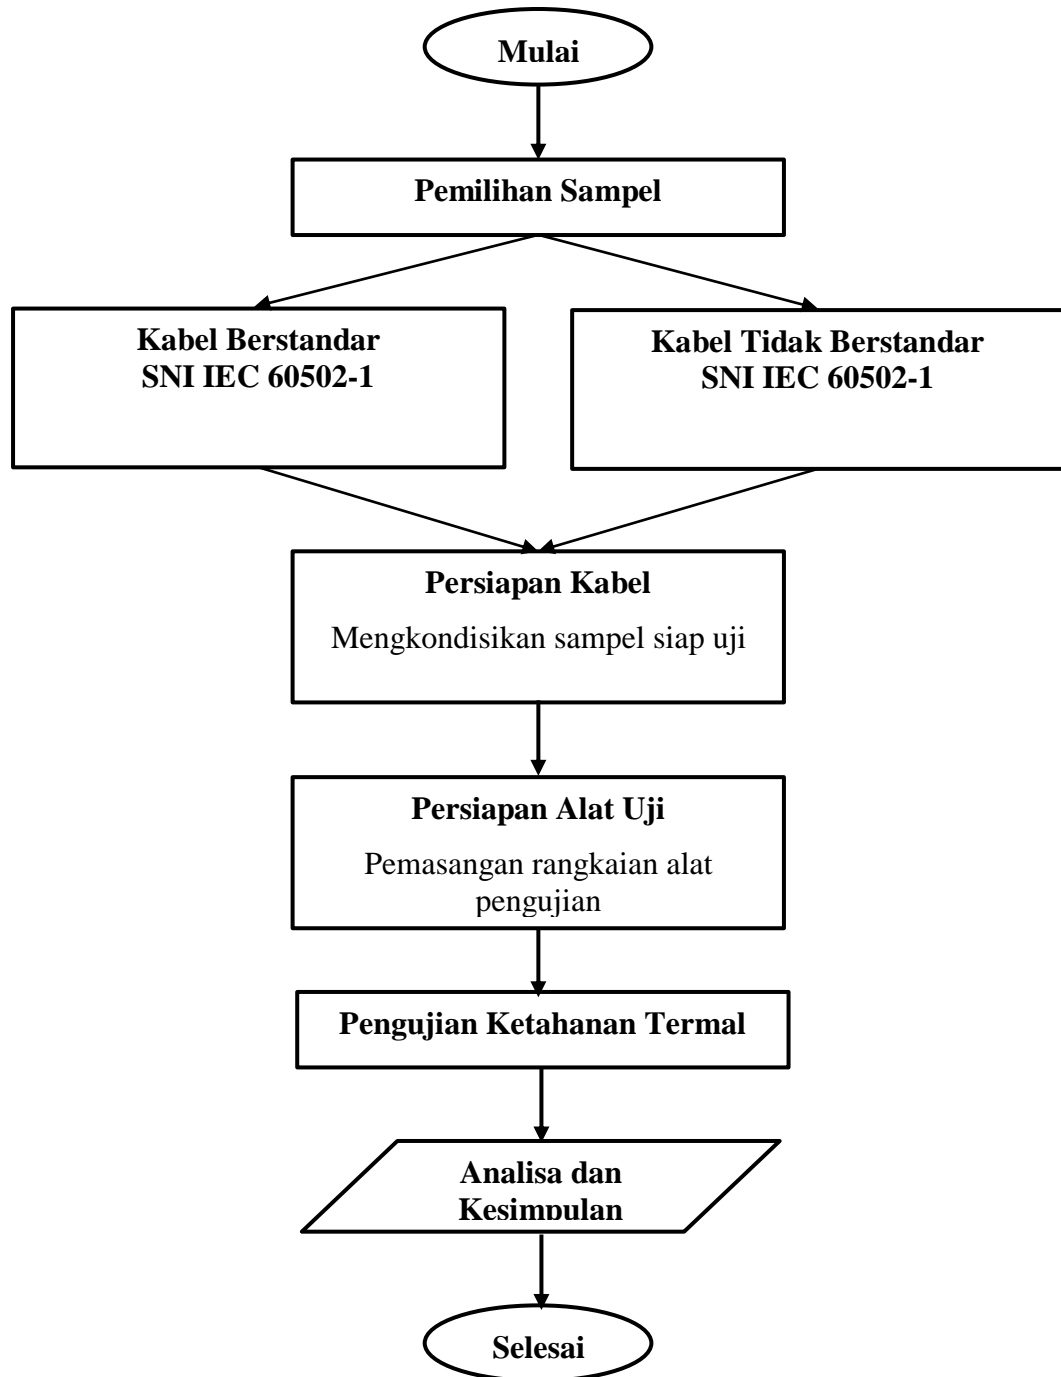 Mulai
Pemilihan Sampel
Kabel Berstandar
SNI IEC 60502-1
Kabel Tidak Berstandar
SNI IEC 60502-1
Persiapan Kabel
Mengkondisikan sampel siap uji
Persiapan Alat Uji
Pemasangan rangkaian alat
pengujian
Pengujian Ketahanan Termal
Analisa dan
Kesimpulan
Selesai